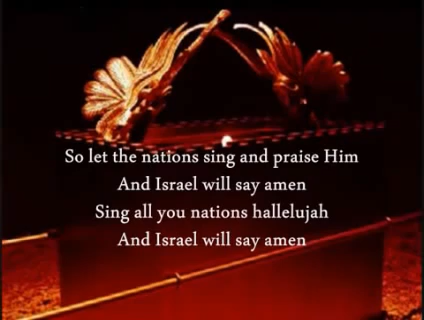 So let the nations sing and praise Him
And Israel will say amen
Sing all you nations hallelujah
And Israel will say amen